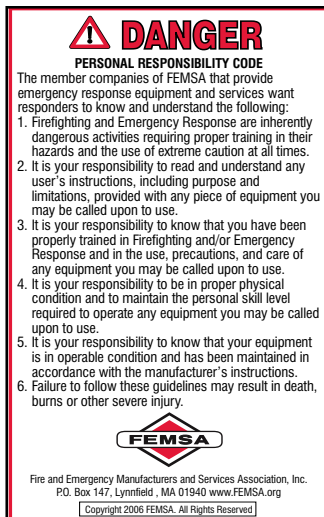 DANGER
PERSONAL RESPONSIBILITY CODE
The member companies of FEMSA that provide
emergency response equipment and services want
responders to know and understand the following:
1. Firefighting and Emergency Response are inherently
dangerous activities requiring proper training in their
hazards and the use of extreme caution at all times.
2. It is your responsibility to read and understand any
user's instructions, including purpose and
limitations, provided with any piece of equipment you
may be called upon to use.
3. It is your responsibility to know that you have been
properly trained in Firefighting and/or Emergency
Response and in the use, precautions, and care of
any equipment you may be called upon to use.
4. It is your responsibility to be in proper physical
condition and to maintain the personal skill level
required to operate any equipment you may be called
upon to use.
5. It is your responsibility to know that your equipment
is in operable condition and has been maintained in
accordance with the manufacturer's instructions.
6. Failure to follow these guidelines may result in death,
burns or other severe injury.
FEMSA
Fire and Emergency Manufacturers and Services Association, Inc.
P.O. Box 147, Lynnfield , MA 01940 www.FEMSA.org
Copyright 2006 FEMSA. All Rights Reserved